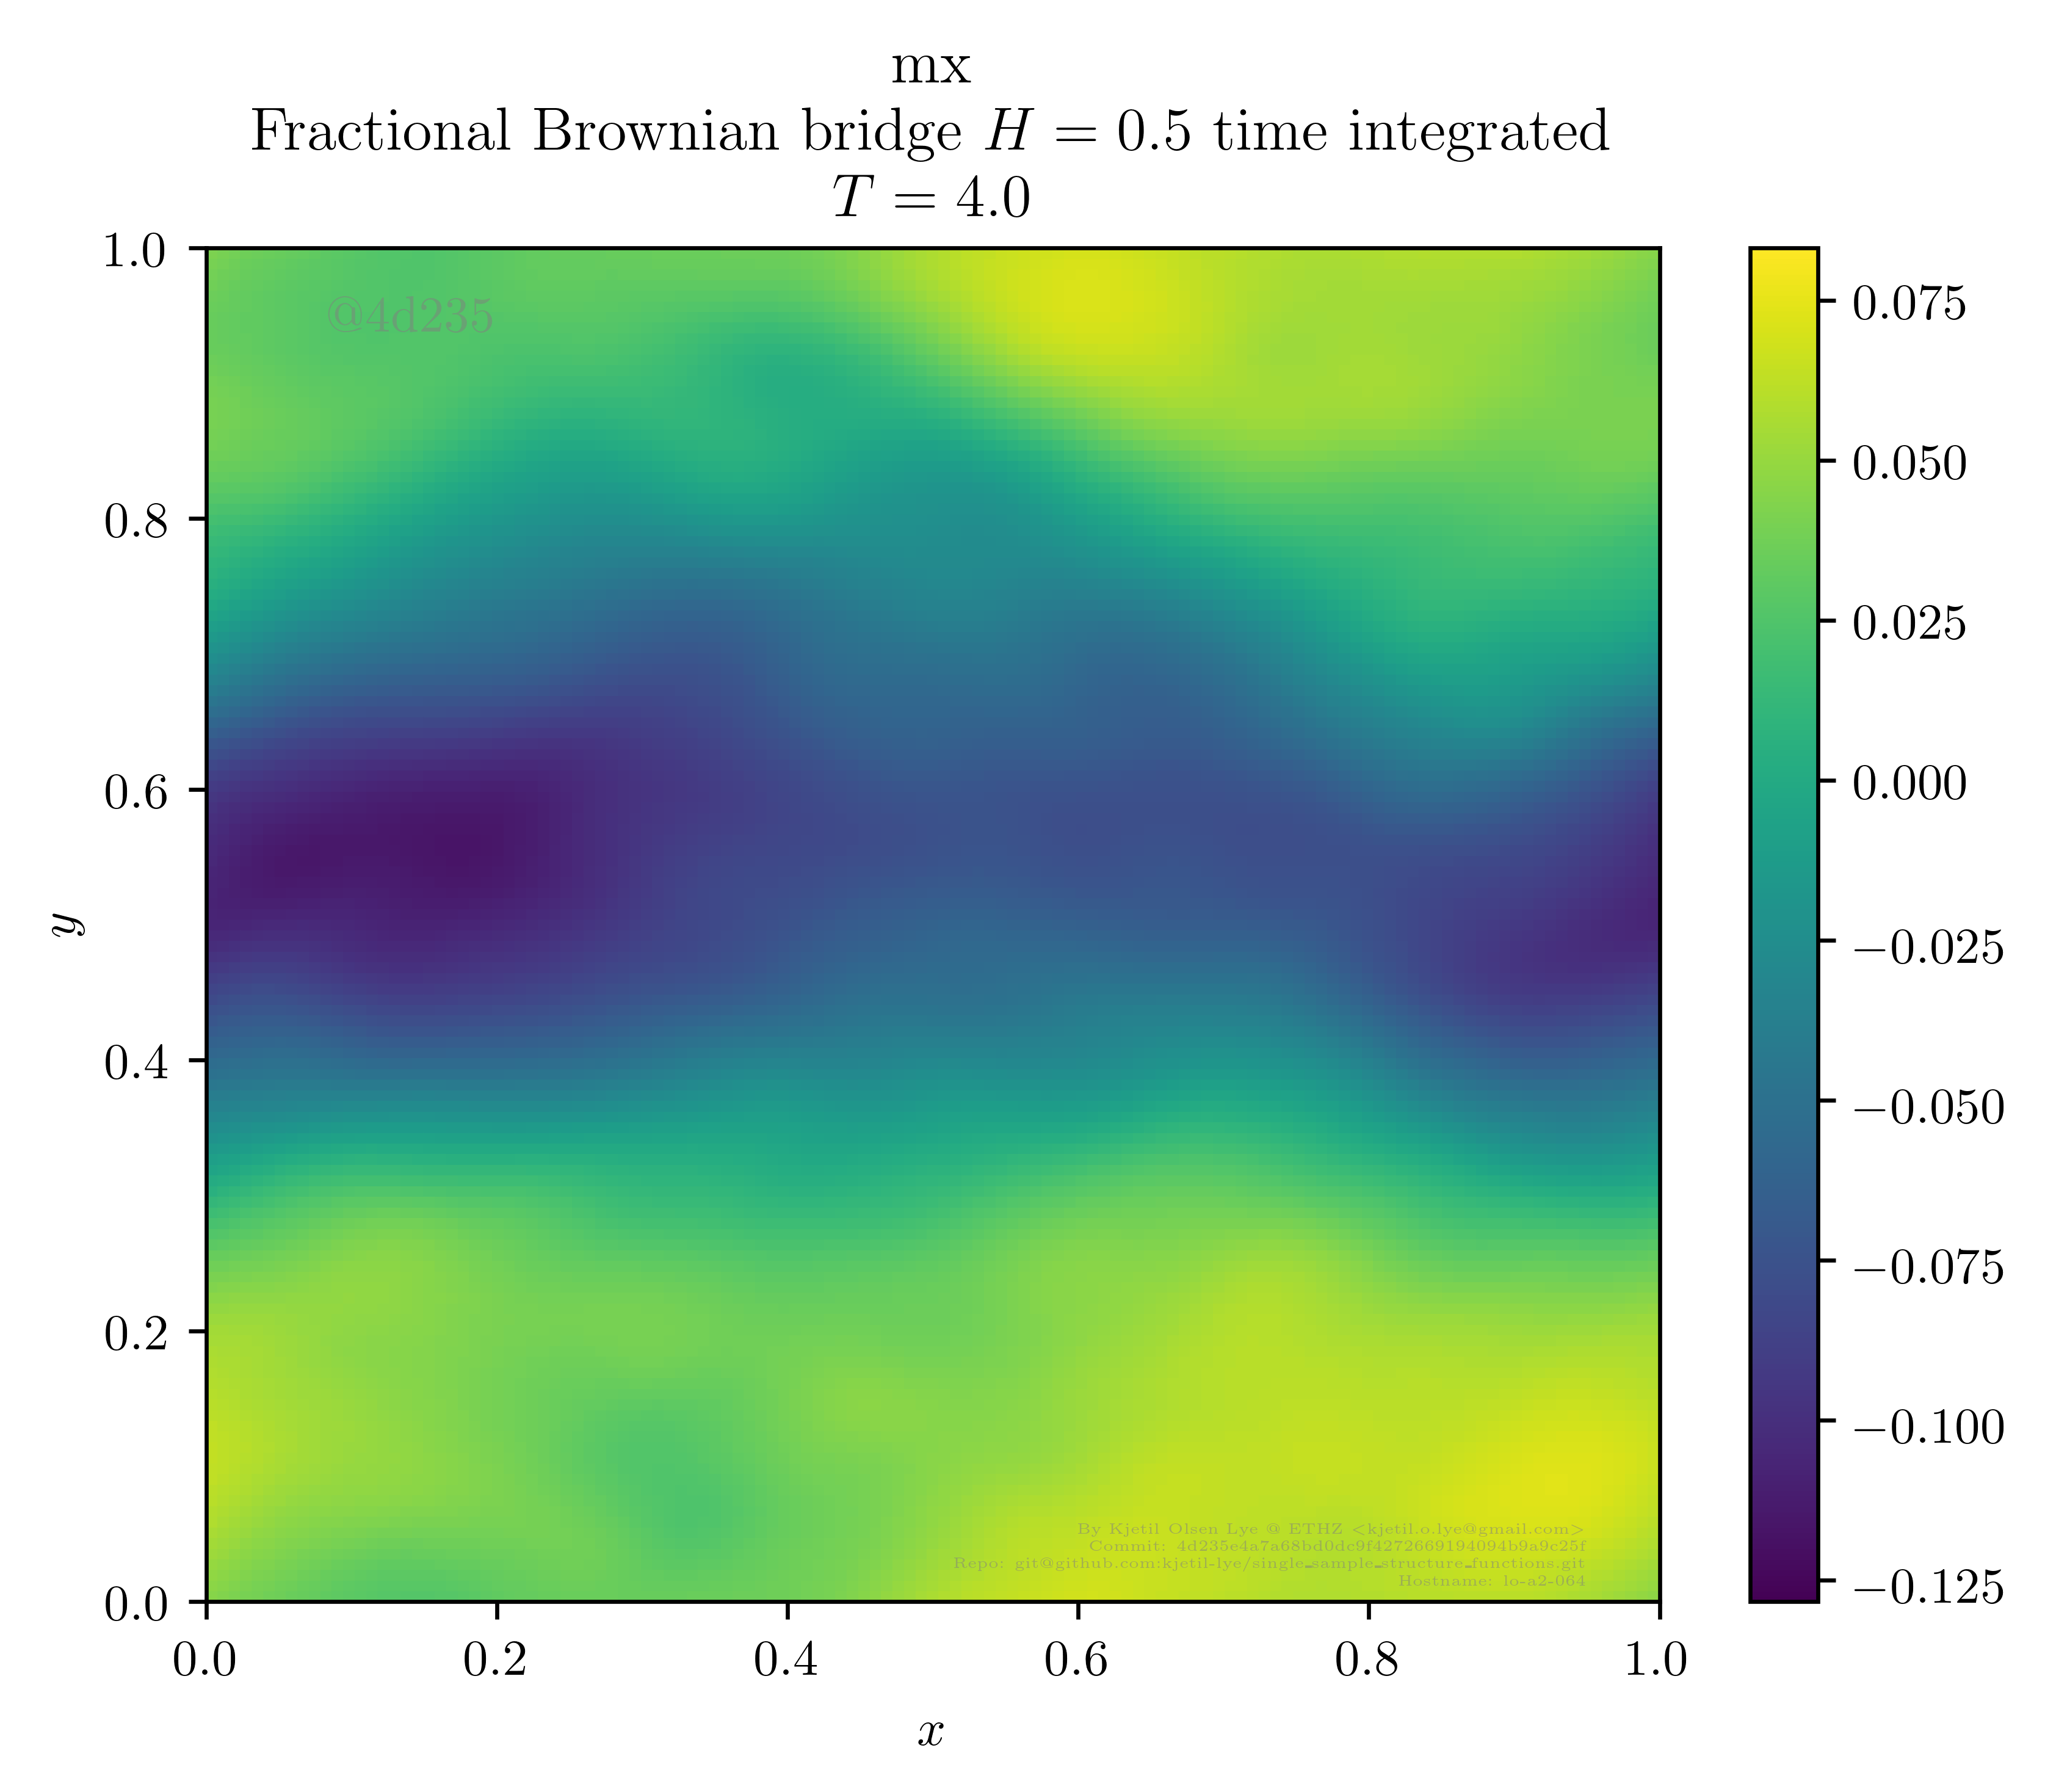 mx
Fractional Brownian bridge H = 0.5 time integrated
T = 4.0
1.0
0.8
0.6
0.4
0.2
0.0
y
0.0 0.2 0.4 0.6 0.8 1.0
x
0.075
0.050
0.025
0.000
−0.025
−0.050
−0.075
−0.100
−0.125
@4d235
By Kjetil Olsen Lye @ ETHZ <kjetil.o.lye@gmail.com>
Commit: 4d235e4a7a68bd0dc9f4272669194094b9a9c25f
Repo: git@github.com:kjetil-lye/single_sample_structure_functions.git
Hostname: lo-a2-064